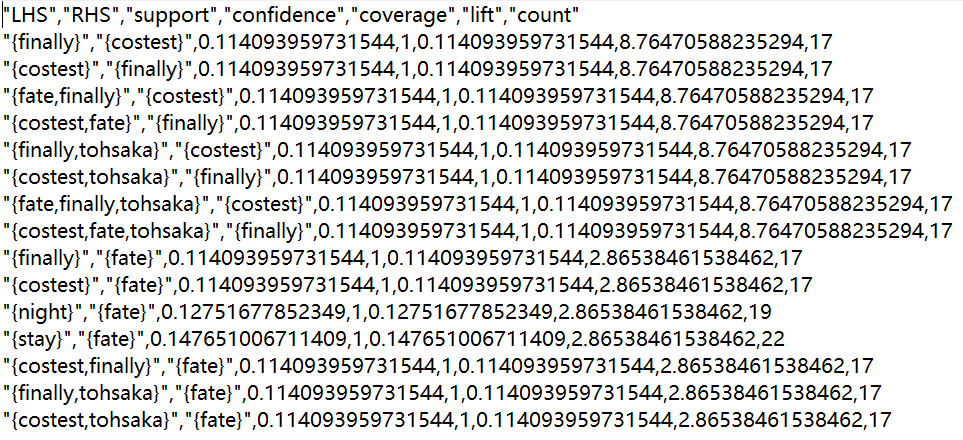 "LHS","RHS","support","confidence","coverage","lift","count"
"{finally}","{costest}",0.114093959731544,1,0.114093959731544,8.76470588235294,17
"{costest}","{finally}",0.114093959731544,1,0.114093959731544,8.76470588235294,17
"{fate,finally}","{costest}",0.114093959731544,1,0.114093959731544,8.76470588235294,17
"{costest,fate}","{finally}",0.114093959731544,1,0.114093959731544,8.76470588235294,17
"{finally,tohsaka}","{costest}",0.114093959731544,1,0.114093959731544,8.76470588235294,17
"{costest,tohsaka}","{finally}",0.114093959731544,1,0.114093959731544,8.76470588235294,17
"{fate,finally,tohsaka}","{costest}",0.114093959731544,1,0.114093959731544,8.76470588235294,17
"{costest,fate,tohsaka}","{finally}",0.114093959731544,1,0.114093959731544,8.76470588235294,17
"{finally}","{fate}",0.114093959731544,1,0.114093959731544,2.86538461538462,17
"{costest}","{fate}",0.114093959731544,1,0.114093959731544,2.86538461538462,17
"{night}","{fate}",0.12751677852349,1,0.12751677852349,2.86538461538462,19
"{stay}","{fate}",0.147651006711409,1,0.147651006711409,2.86538461538462,22
"{costest,finally}","{fate}",0.114093959731544,1,0.114093959731544,2.86538461538462,17
"{finally,tohsaka}","{fate}",0.114093959731544,1,0.114093959731544,2.86538461538462,17
"{costest,tohsaka}","{fate}",0.114093959731544,1,0.114093959731544,2.86538461538462,17